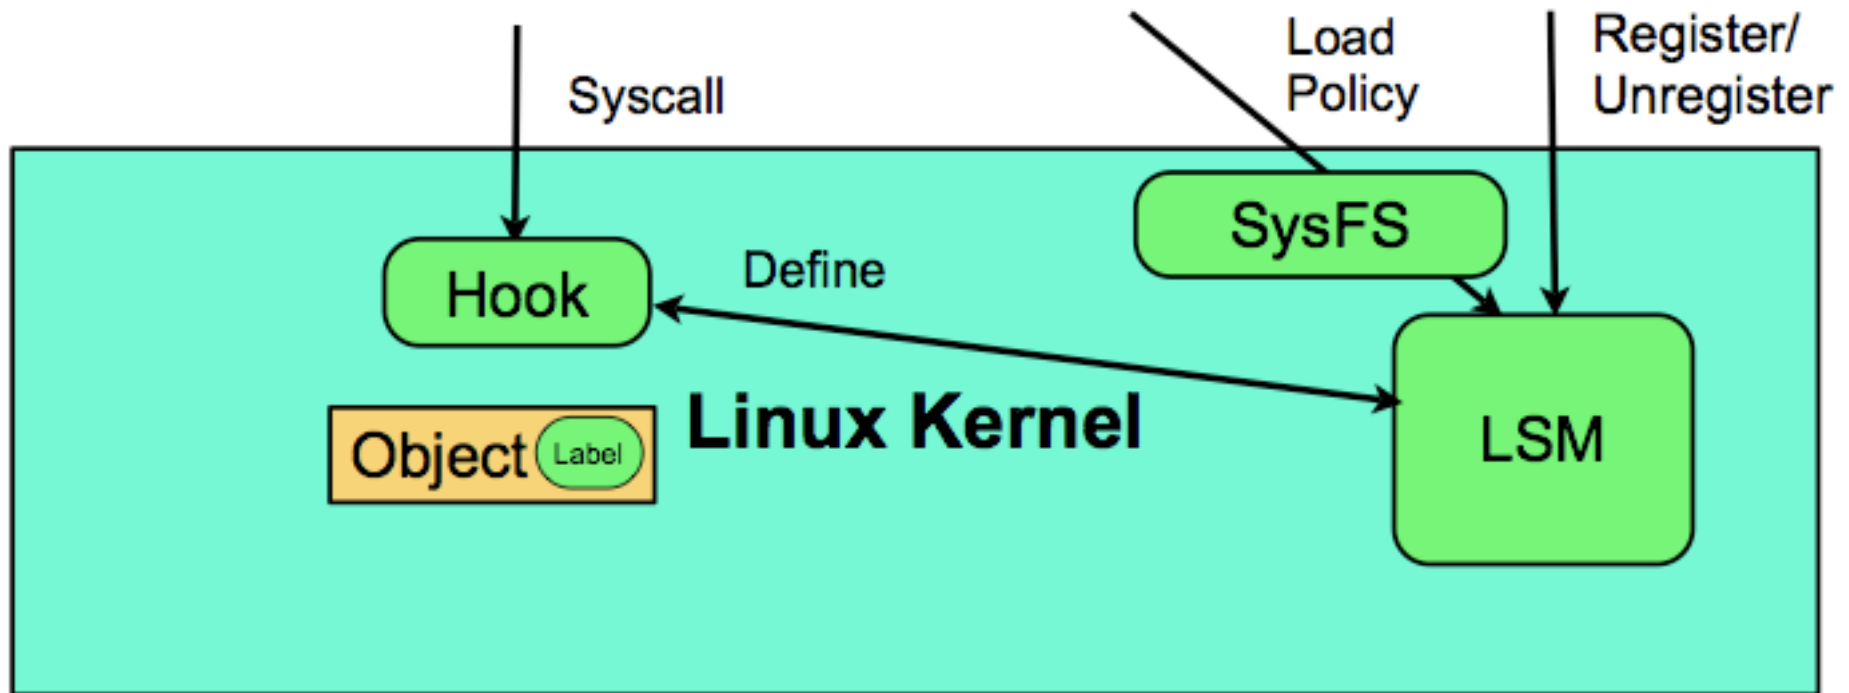 Load
Policy
Register/
Unregister
Syscall
SysFS
Define
Hook
Linux Kernel
Object
Label
LSM